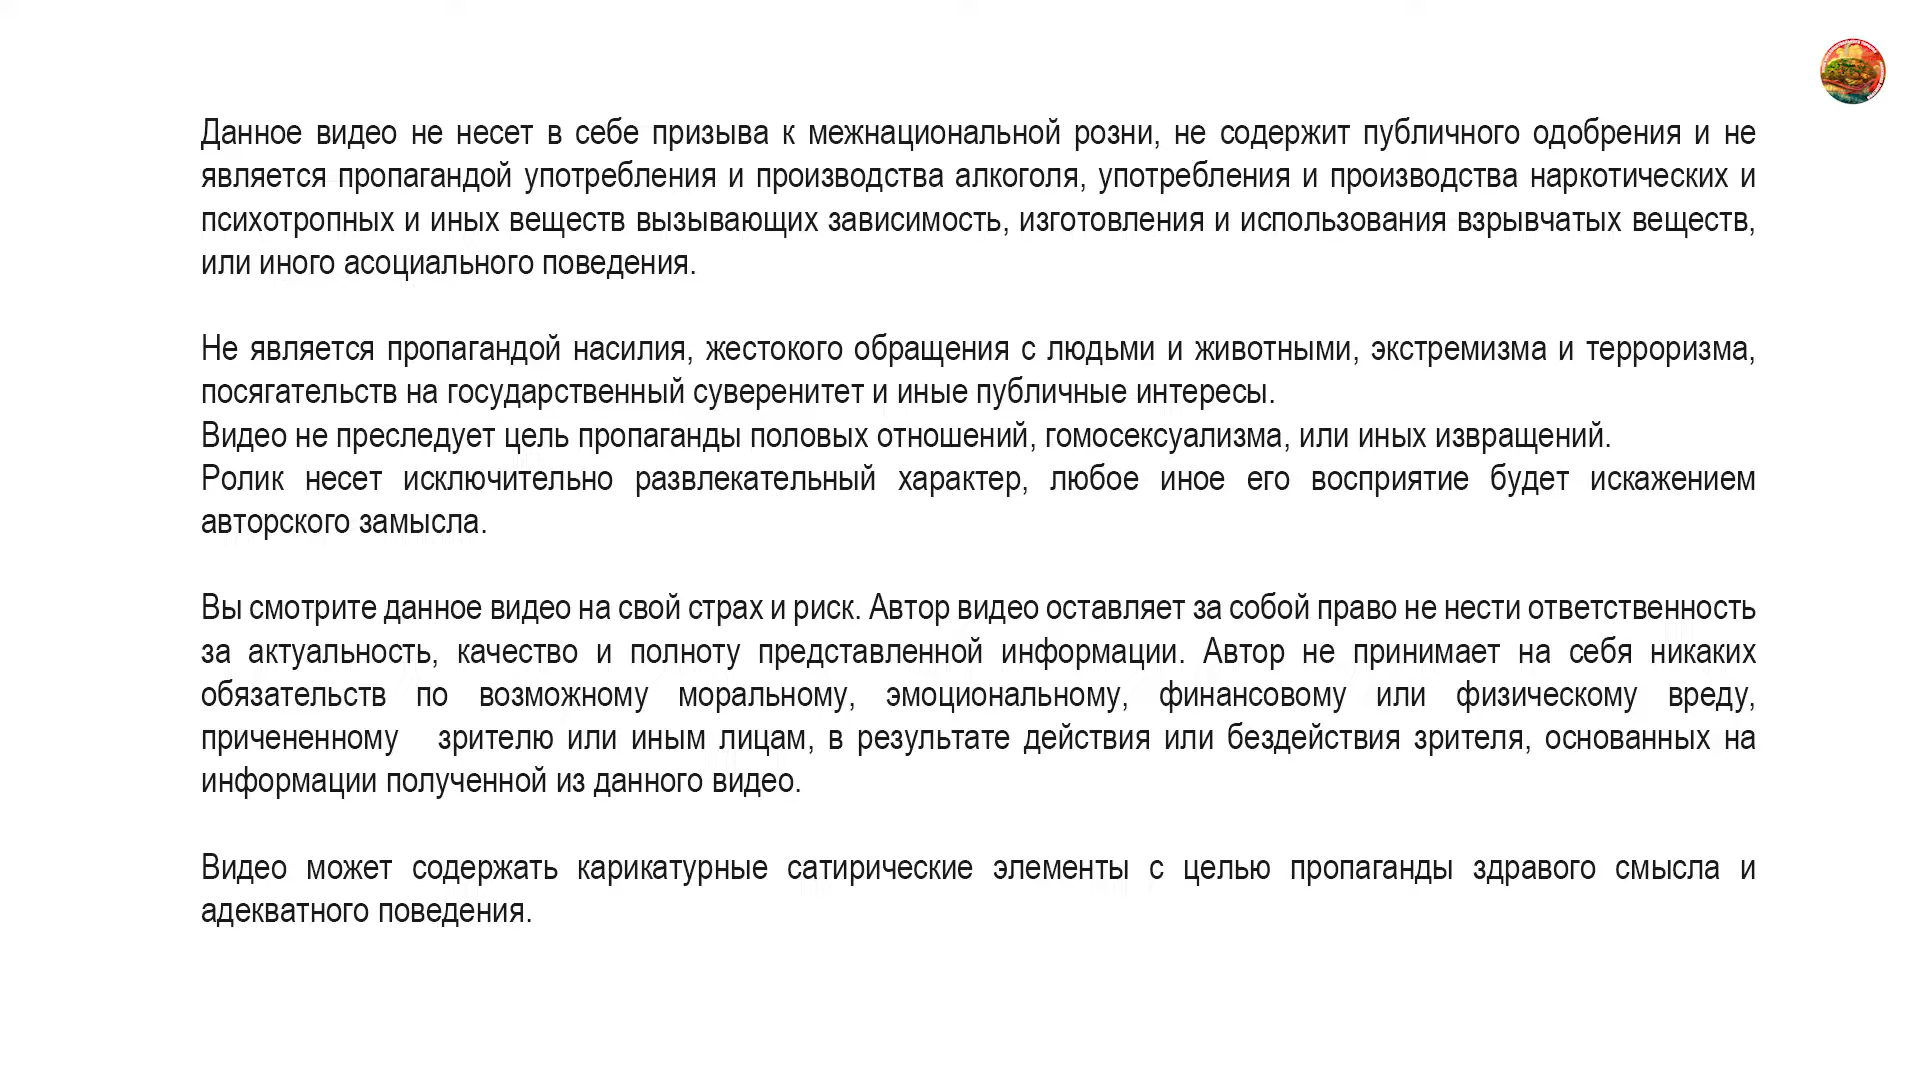 Данное видео не несет в себе призыва к межнациональной розни, не содержит публичного одобрения и не
является пропагандой употребления и производства алкоголя, употребления и производства наркотических и
психотропных и иных веществ вызывающих зависимость, изготовления и использования взрывчатых веществ,
или иного асоциального поведения.
Не является пропагандой насилия, жестокого обращения с людьми и животными, экстремизма и терроризма,
посягательств на государственный суверенитет и иные публичные интересы.
Видео не преследует цель пропаганды половых отношений, гомосексуализма, или иных извращений.
Ролик несет исключительно развлекательный характер, любое иное его восприятие будет искажением
авторского замысла.
Вы смотрите данное видео на свой страх и риск. Автор видео оставляет за собой право не нести ответственность
за актуальность, качество и полноту представленной информации. Автор не принимает на себя никаких
обязательств по возможному моральному, эмоциональному, финансовому или физическому вреду,
причененному зрителю или иным лицам, в результате действия или бездействия зрителя, основанных на
информации полученной из данного видео.
Видео может содержать карикатурные сатирические элементы с целью пропаганды здравого смысла и
адекватного поведения.